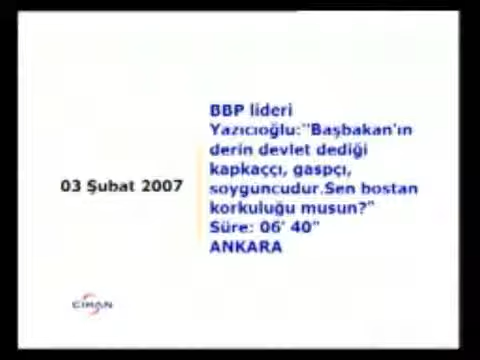 BBP lideri
Yazıcıoğlu:"Başbakan'ın
derin devlet dediği
kapkaççı, gaspçı,
soyguncudur.Sen bostan
korkuluğu musun?"
Süre: 06' 40"
ANKARA
03 Şubat 2007
CİHAN